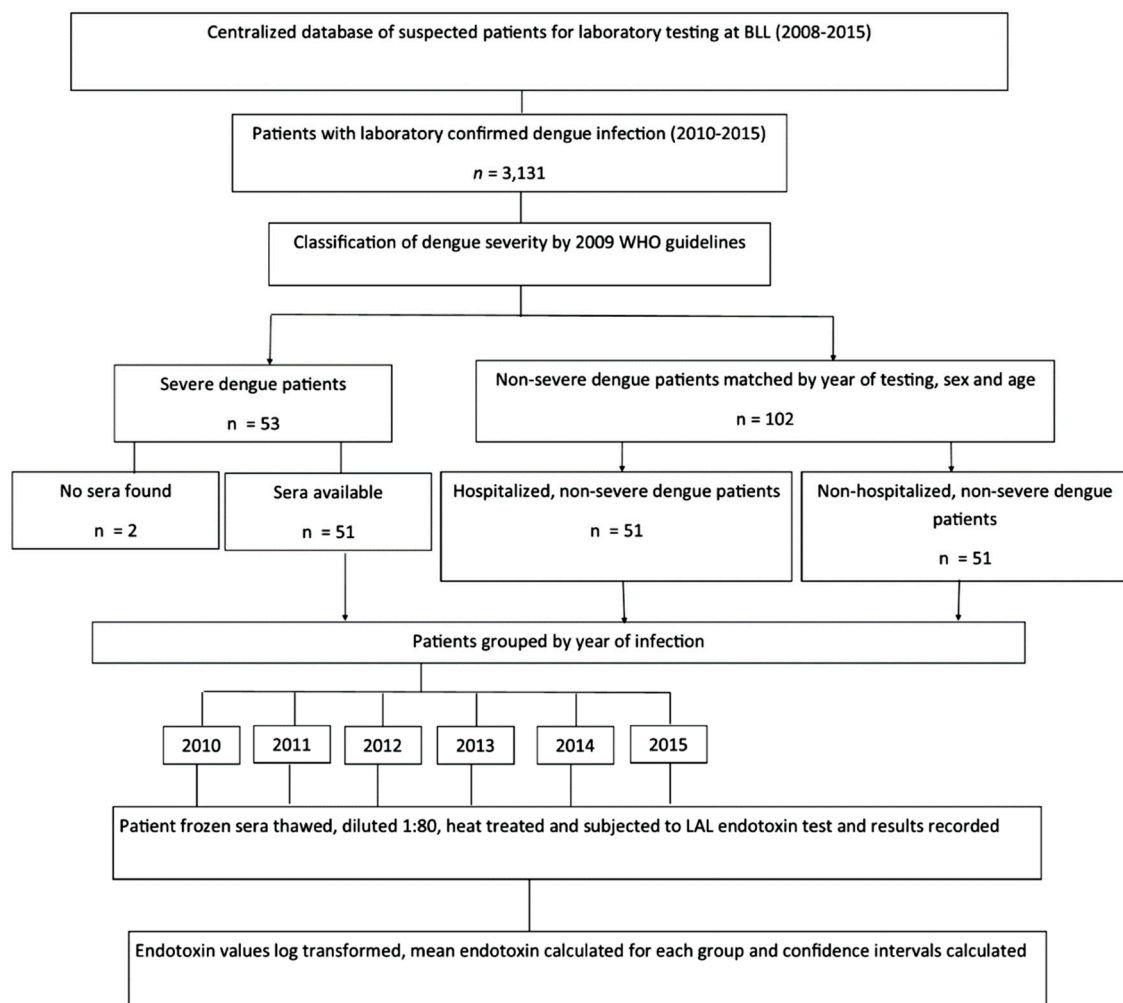 Centralized database of suspected patients for laboratory testing at BLL (2008-2015)
Patients with laboratory confirmed dengue infection (2010-2015)
n = 3,131
Classification of dengue severity by 2009 WHO guidelines
Severe dengue patients
n = 53
Non-severe dengue patients matched by year of testing, sex and age
n = 102
No sera found
n = 2
Sera available
n = 51
Hospitalized, non-severe dengue patients
n = 51
Non-hospitalized, non-severe dengue
patients
n = 51
Patients grouped by year of infection
2010
2011
2012
2013
2014
2015
Patient frozen sera thawed, diluted 1:80, heat treated and subjected to LAL endotoxin test and results recorded
Endotoxin values log transformed, mean endotoxin calculated for each group and confidence intervals calculated